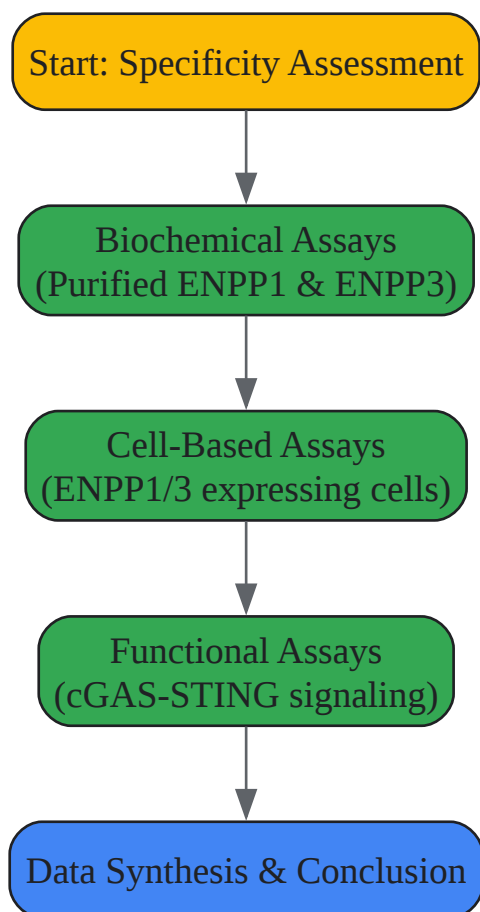 Start: Specificity Assessment
Biochemical Assays
(Purified ENPP1 & ENPP3)
Cell-Based Assays
(ENPP1/3 expressing cells)
Functional Assays
(cGAS-STING signaling)
Data Synthesis & Conclusion